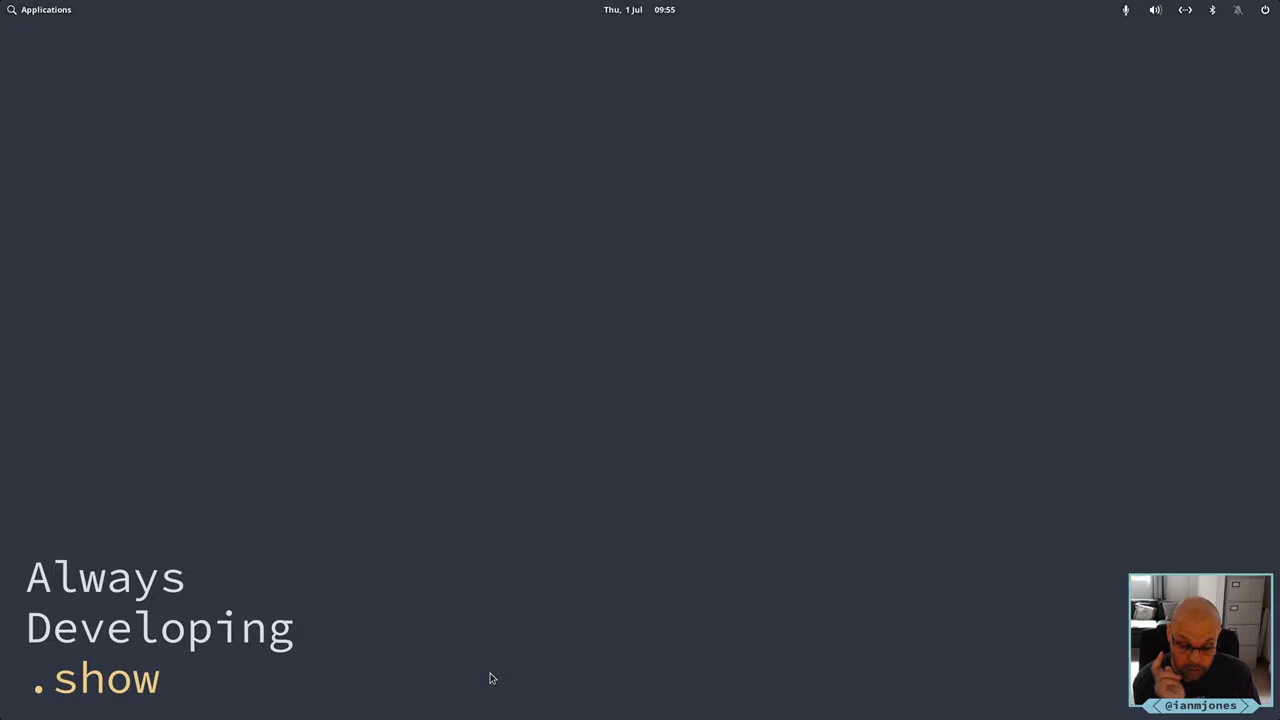 Applications
Thu, 1 Jul 09:55
Always
Developing
.show
@ianmjones